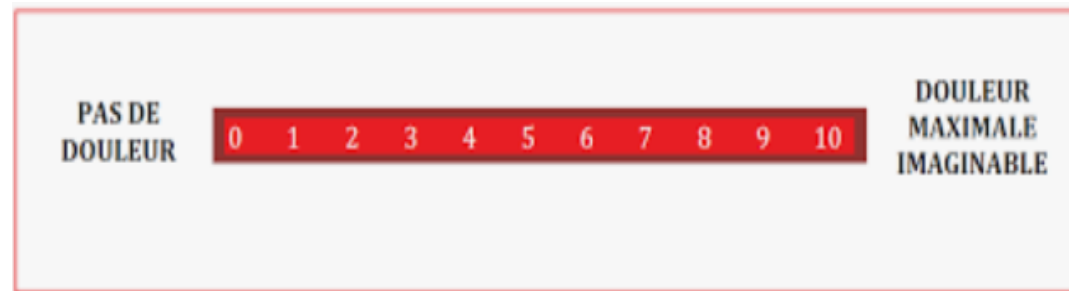 PAS DE
DOULEUR
0 1 2 3 4 5 6 7 8 9 10
DOULEUR
MAXIMALE
IMAGINABLE